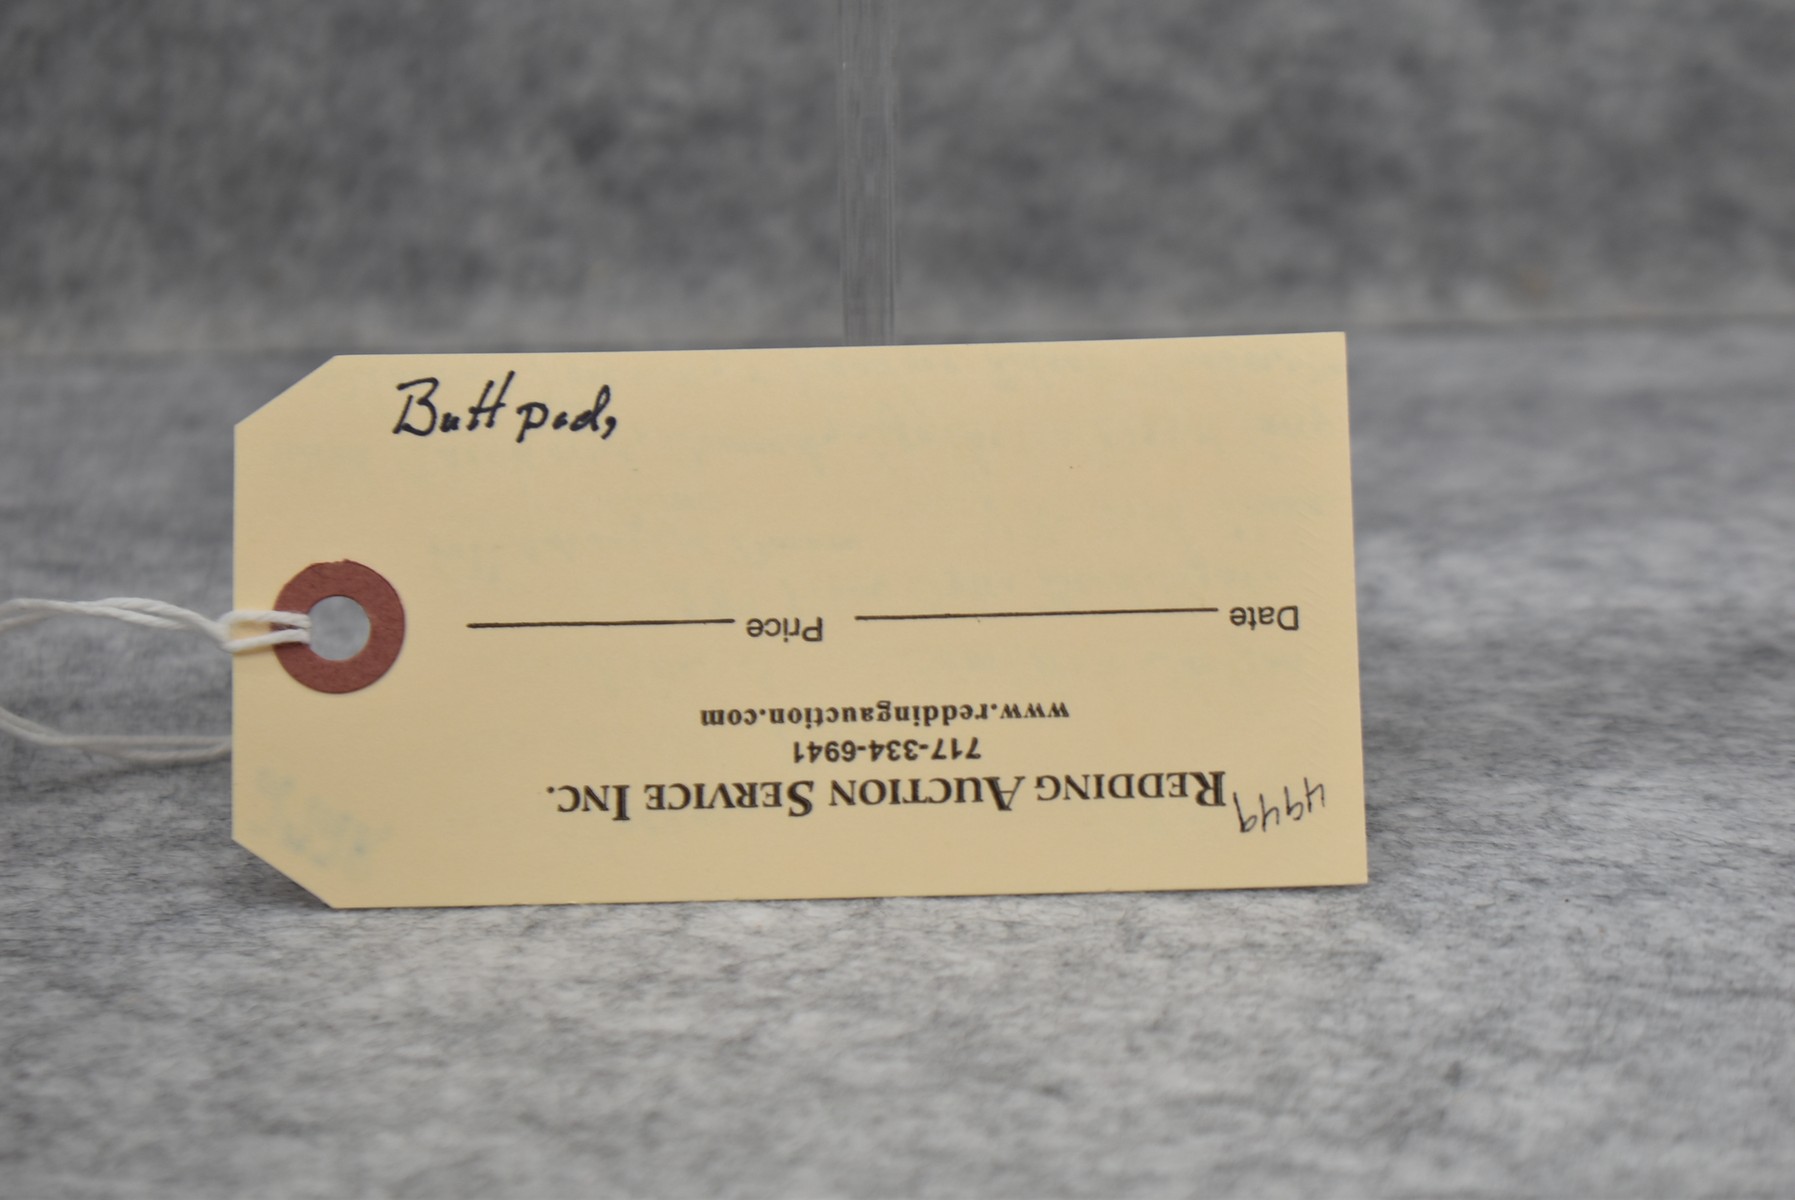 Butt pad,
4949
REDDING AUCTION SERVICE INC.
717-334-6941
www.reddingauction.com
Date Price